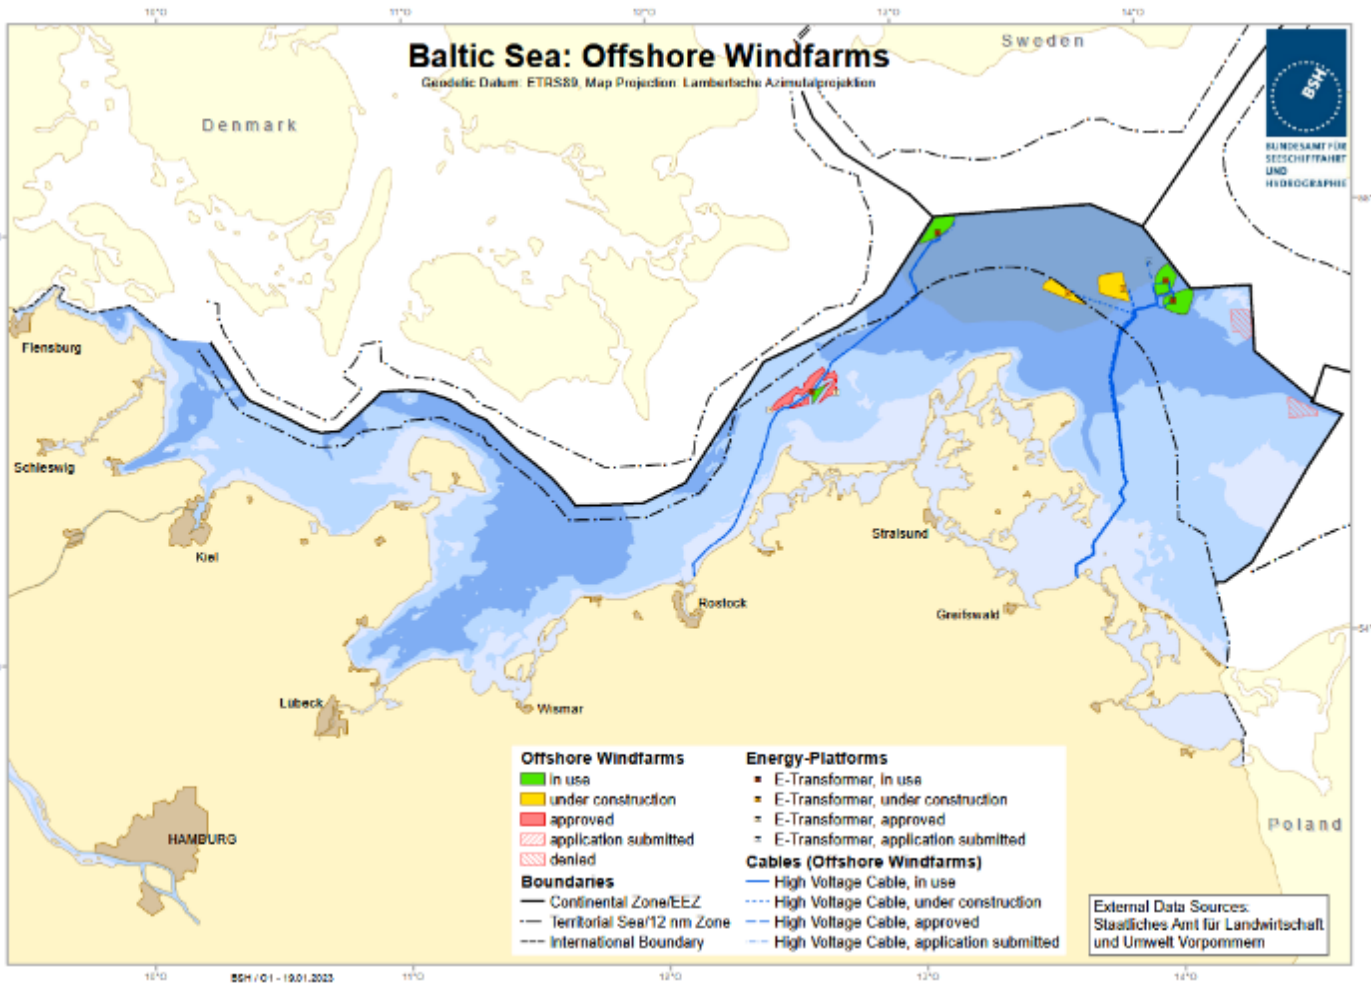 Baltic Sea: Offshore Windfarms
Geodetic Datum: ETRS89, Map Projection: Lambertsche Azimutalprojektion
Sweden
Denmark
BSH
BUNDESAMT FÜR
SEESCHIFFFAHRT
UND
HYDROGRAPHIE
Flensburg
Schleswig
Kiel
Stralsund
Rostock
Greifswald
Lübeck
Wismar
HAMBURG
Poland
Offshore Windfarms
in use
under construction
approved
application submitted
denied
Boundaries
Continental Zone/EEZ
Territorial Sea/12 nm Zone
International Boundary
Energy-Platforms
E-Transformer, in use
E-Transformer, under construction
E-Transformer, approved
E-Transformer, application submitted
Cables (Offshore Windfarms)
High Voltage Cable, in use
High Voltage Cable, under construction
High Voltage Cable, approved
High Voltage Cable, application submitted
External Data Sources:
Staatliches Amt für Landwirtschaft
und Umwelt Vorpommern
BSH / O1 - 19.01.2023